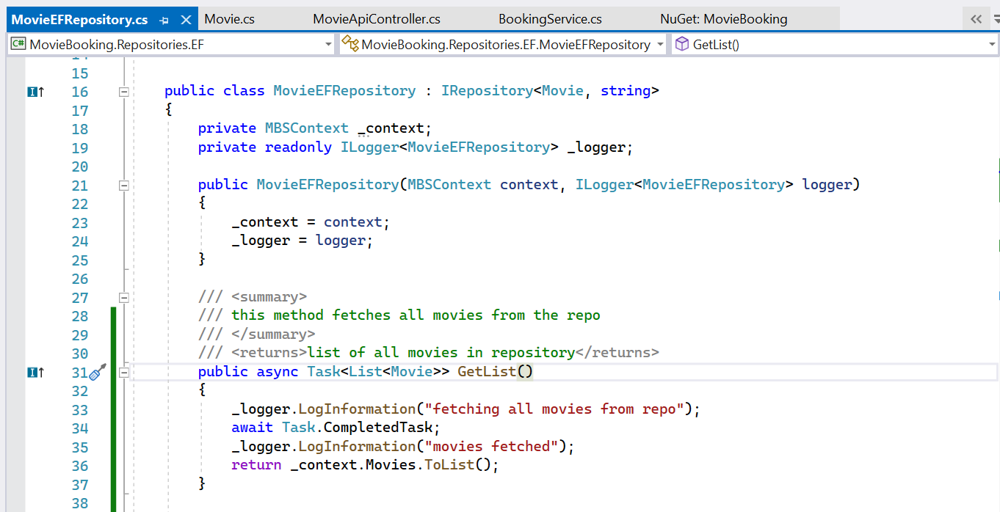 MovieEFRepository.cs Movie.cs MovieApiController.cs BookingService.cs NuGet: MovieBooking
C# MovieBooking.Repositories.EF MovieBooking.Repositories.EF.MovieEFRepository GetList()
14
15
16 public class MovieEFRepository : IRepository<Movie, string>
17 {
18 private MBSContext _context;
19 private readonly ILogger<MovieEFRepository> _logger;
20
21 public MovieEFRepository(MBSContext context, ILogger<MovieEFRepository> logger)
22 {
23 _context = context;
24 _logger = logger;
25 }
26
27 /// <summary>
28 /// this method fetches all movies from the repo
29 /// </summary>
30 /// <returns>list of all movies in repository</returns>
31 public async Task<List<Movie>> GetList()
32 {
33 _logger.LogInformation("fetching all movies from repo");
34 await Task.CompletedTask;
35 _logger.LogInformation("movies fetched");
36 return _context.Movies.ToList();
37 }
38